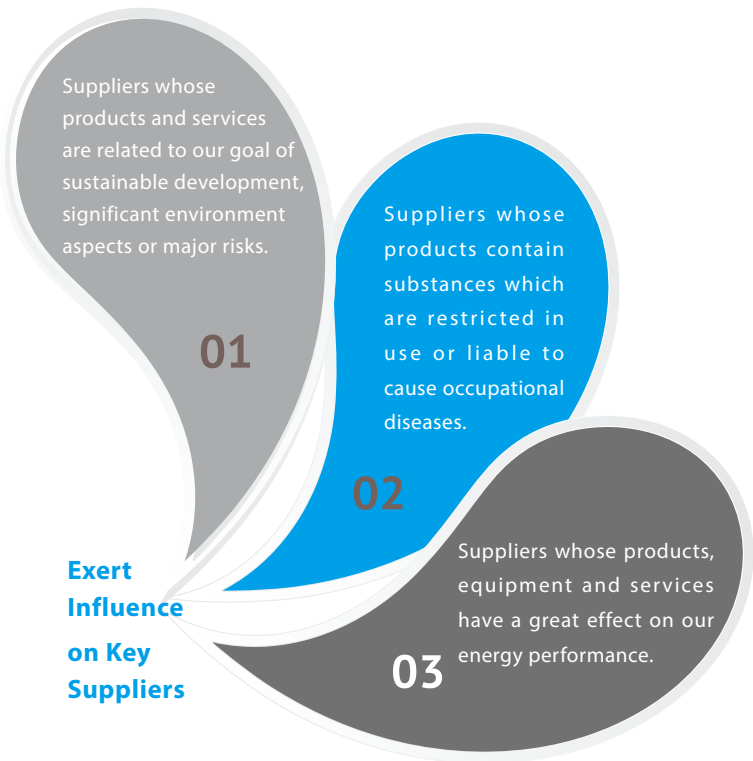 Suppliers whose
products and services
are related to our goal of
sustainable development,
significant environment
aspects or major risks.
01
Suppliers whose
products contain
substances which
are restricted in
use or liable to
cause occupational
diseases.
02
Suppliers whose products,
equipment and services
have a great effect on our
energy performance.
03
Exert
Influence
on Key
Suppliers